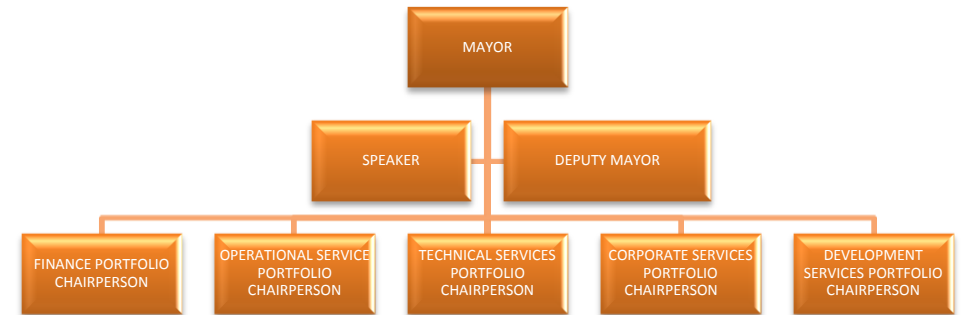 MAYOR
SPEAKER
DEPUTY MAYOR
FINANCE PORTFOLIO
CHAIRPERSON
OPERATIONAL SERVICE
PORTFOLIO
CHAIRPERSON
TECHNICAL SERVICES
PORTFOLIO
CHAIRPERSON
CORPORATE SERVICES
PORTFOLIO
CHAIRPERSON
DEVELOPMENT
SERVICES PORTFOLIO
CHAIRPERSON